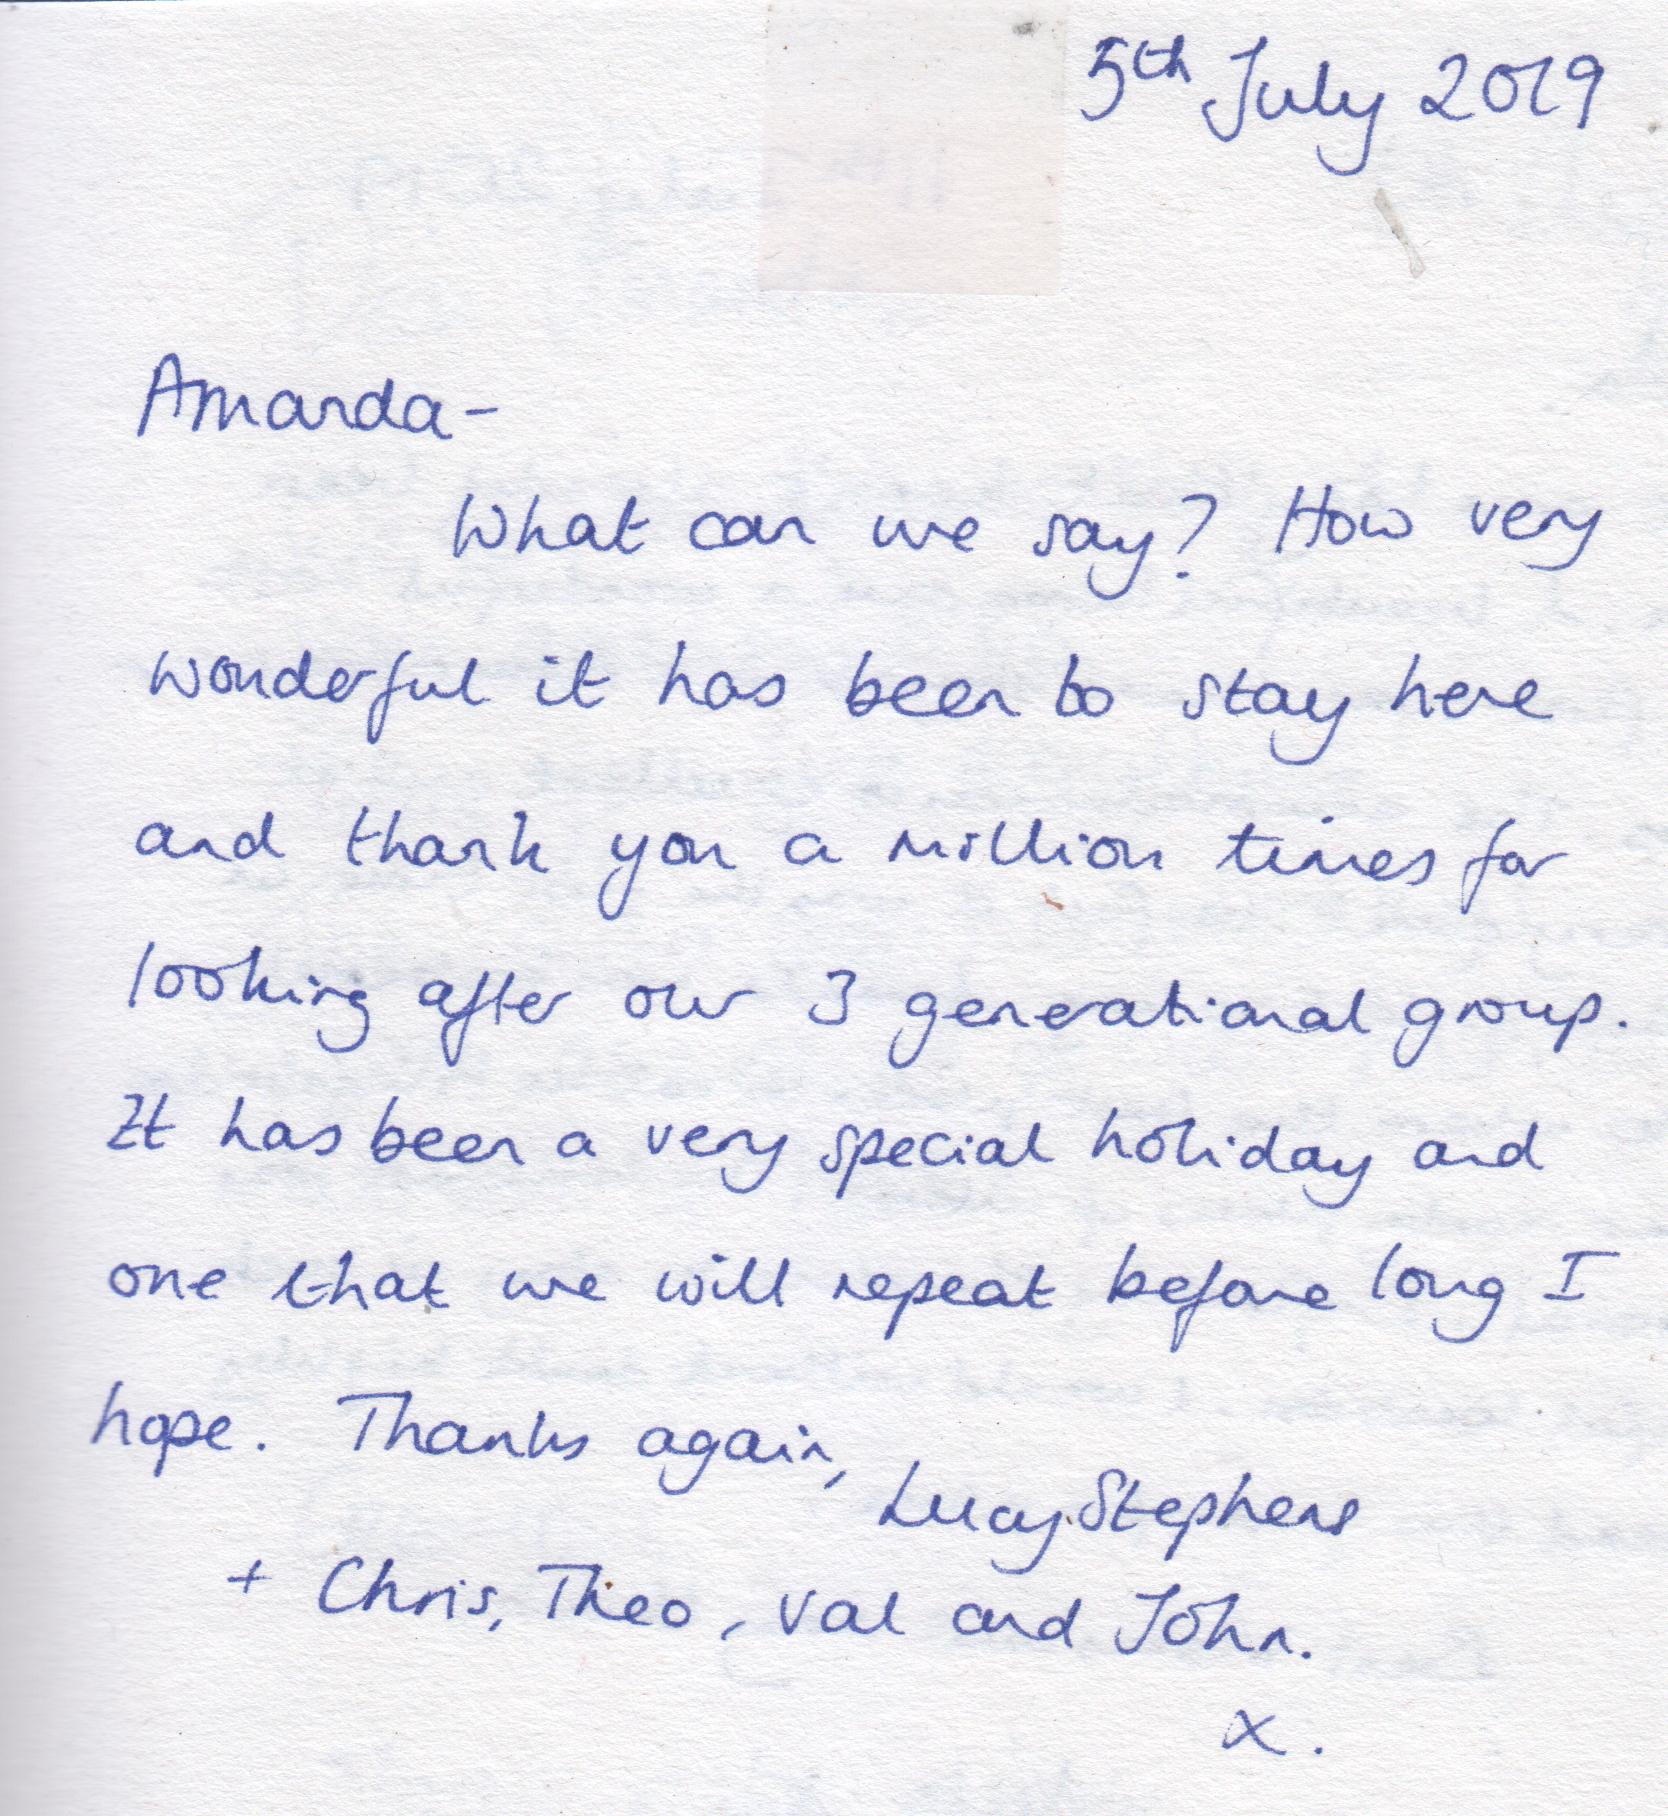 5th July 2019
Amanda-
What can we say? How very
wonderful it has been to stay here
and thank you a million times for
looking after our 3 generational group.
It has been a very special holiday and
one that we will repeat before long I
hope. Thanks again,
Lucy Stephens
+ Chris, Theo, Val and John.
x.